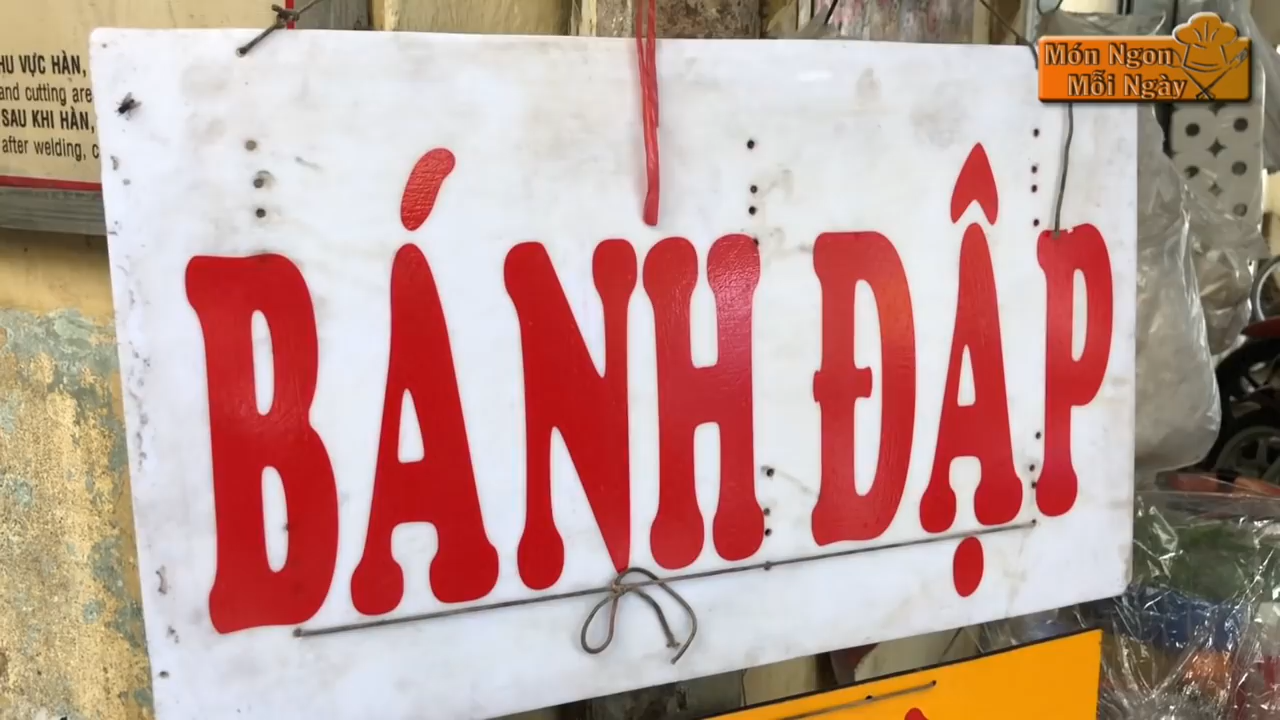 HU VỰC HÀN,
and cutting are
SAU KHI HÀN,
after welding, c
Món Ngon
Mỗi Ngày
BÁNH ĐẬP